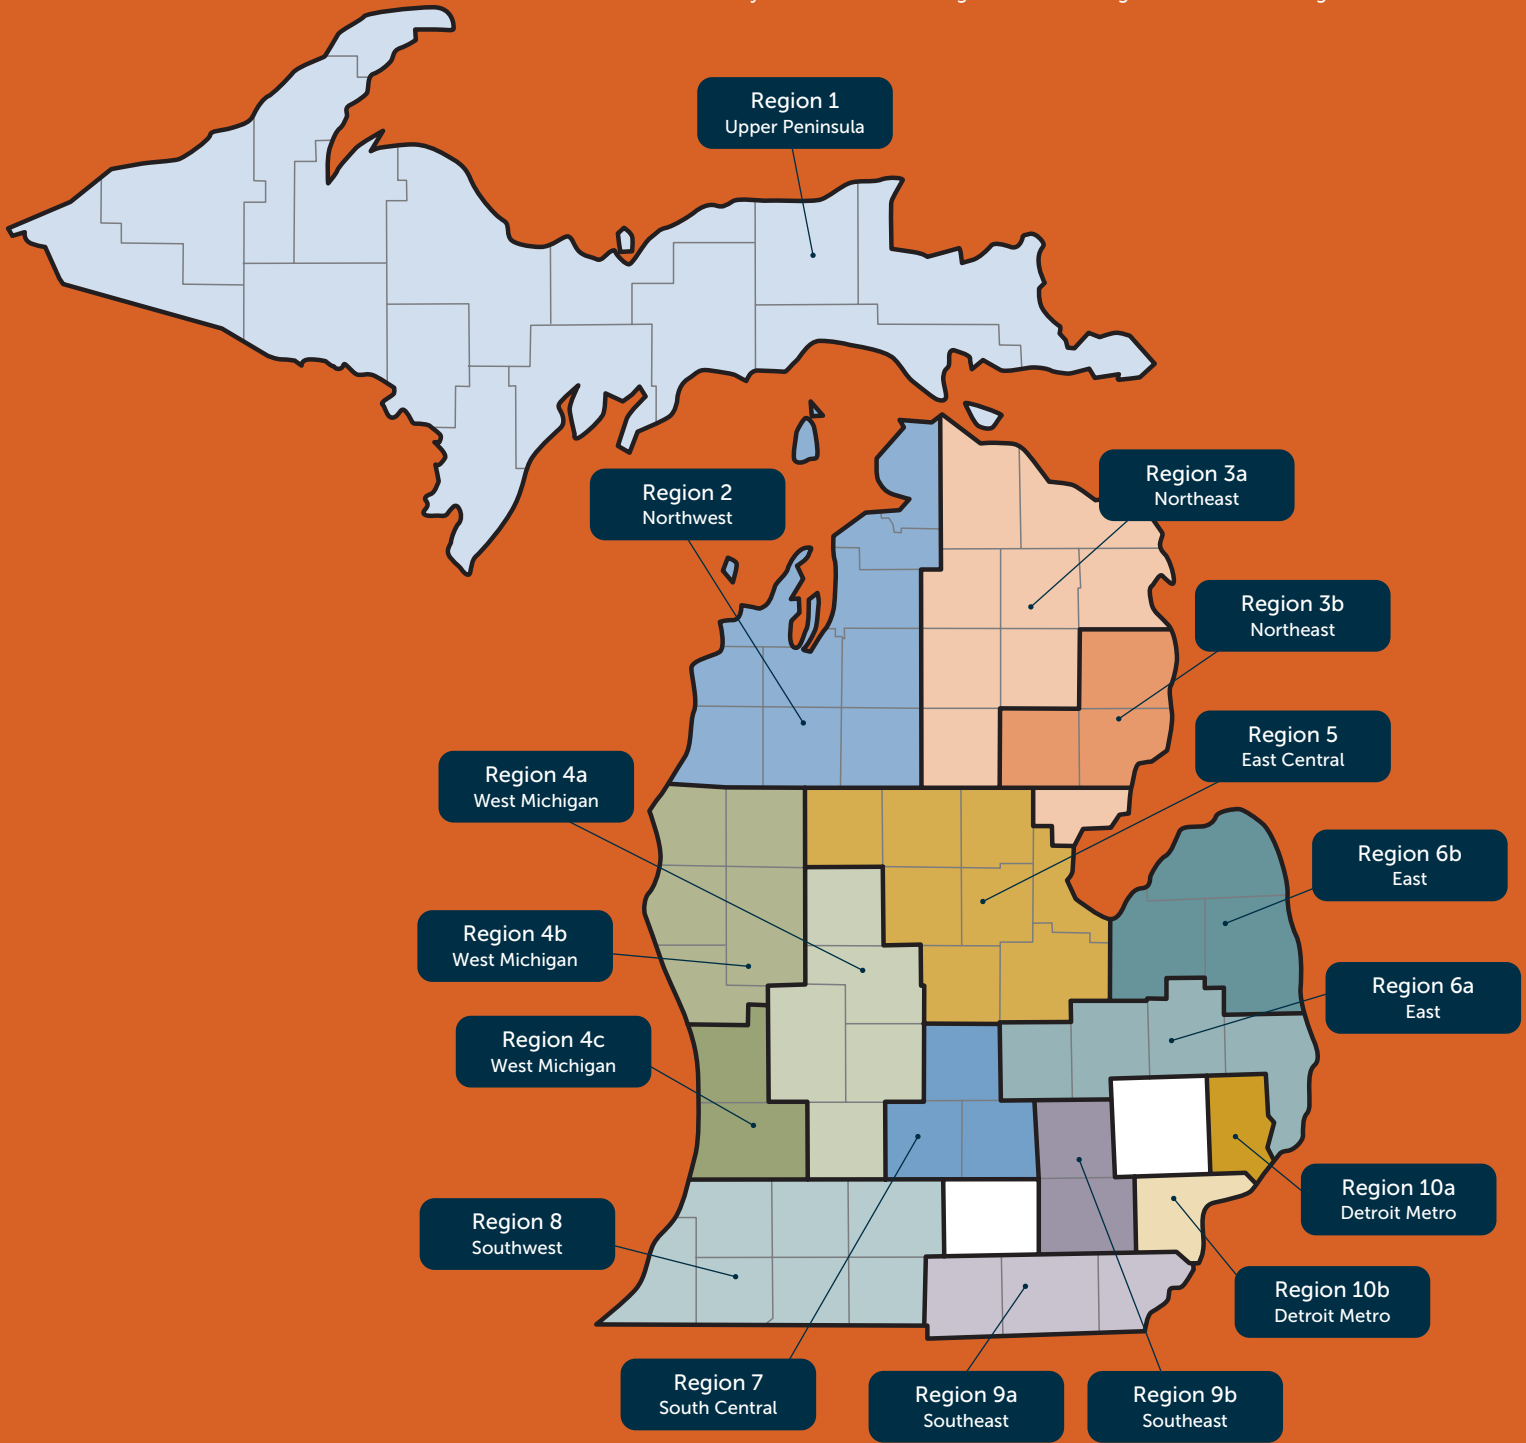 Region 1
Upper Peninsula
Region 2
Northwest
Region 3a
Northeast
Region 3b
Northeast
Region 5
East Central
Region 4a
West Michigan
Region 6b
East
Region 4b
West Michigan
Region 6a
East
Region 4c
West Michigan
Region 10a
Detroit Metro
Region 8
Southwest
Region 10b
Detroit Metro
Region 7
South Central
Region 9a
Southeast
Region 9b
Southeast